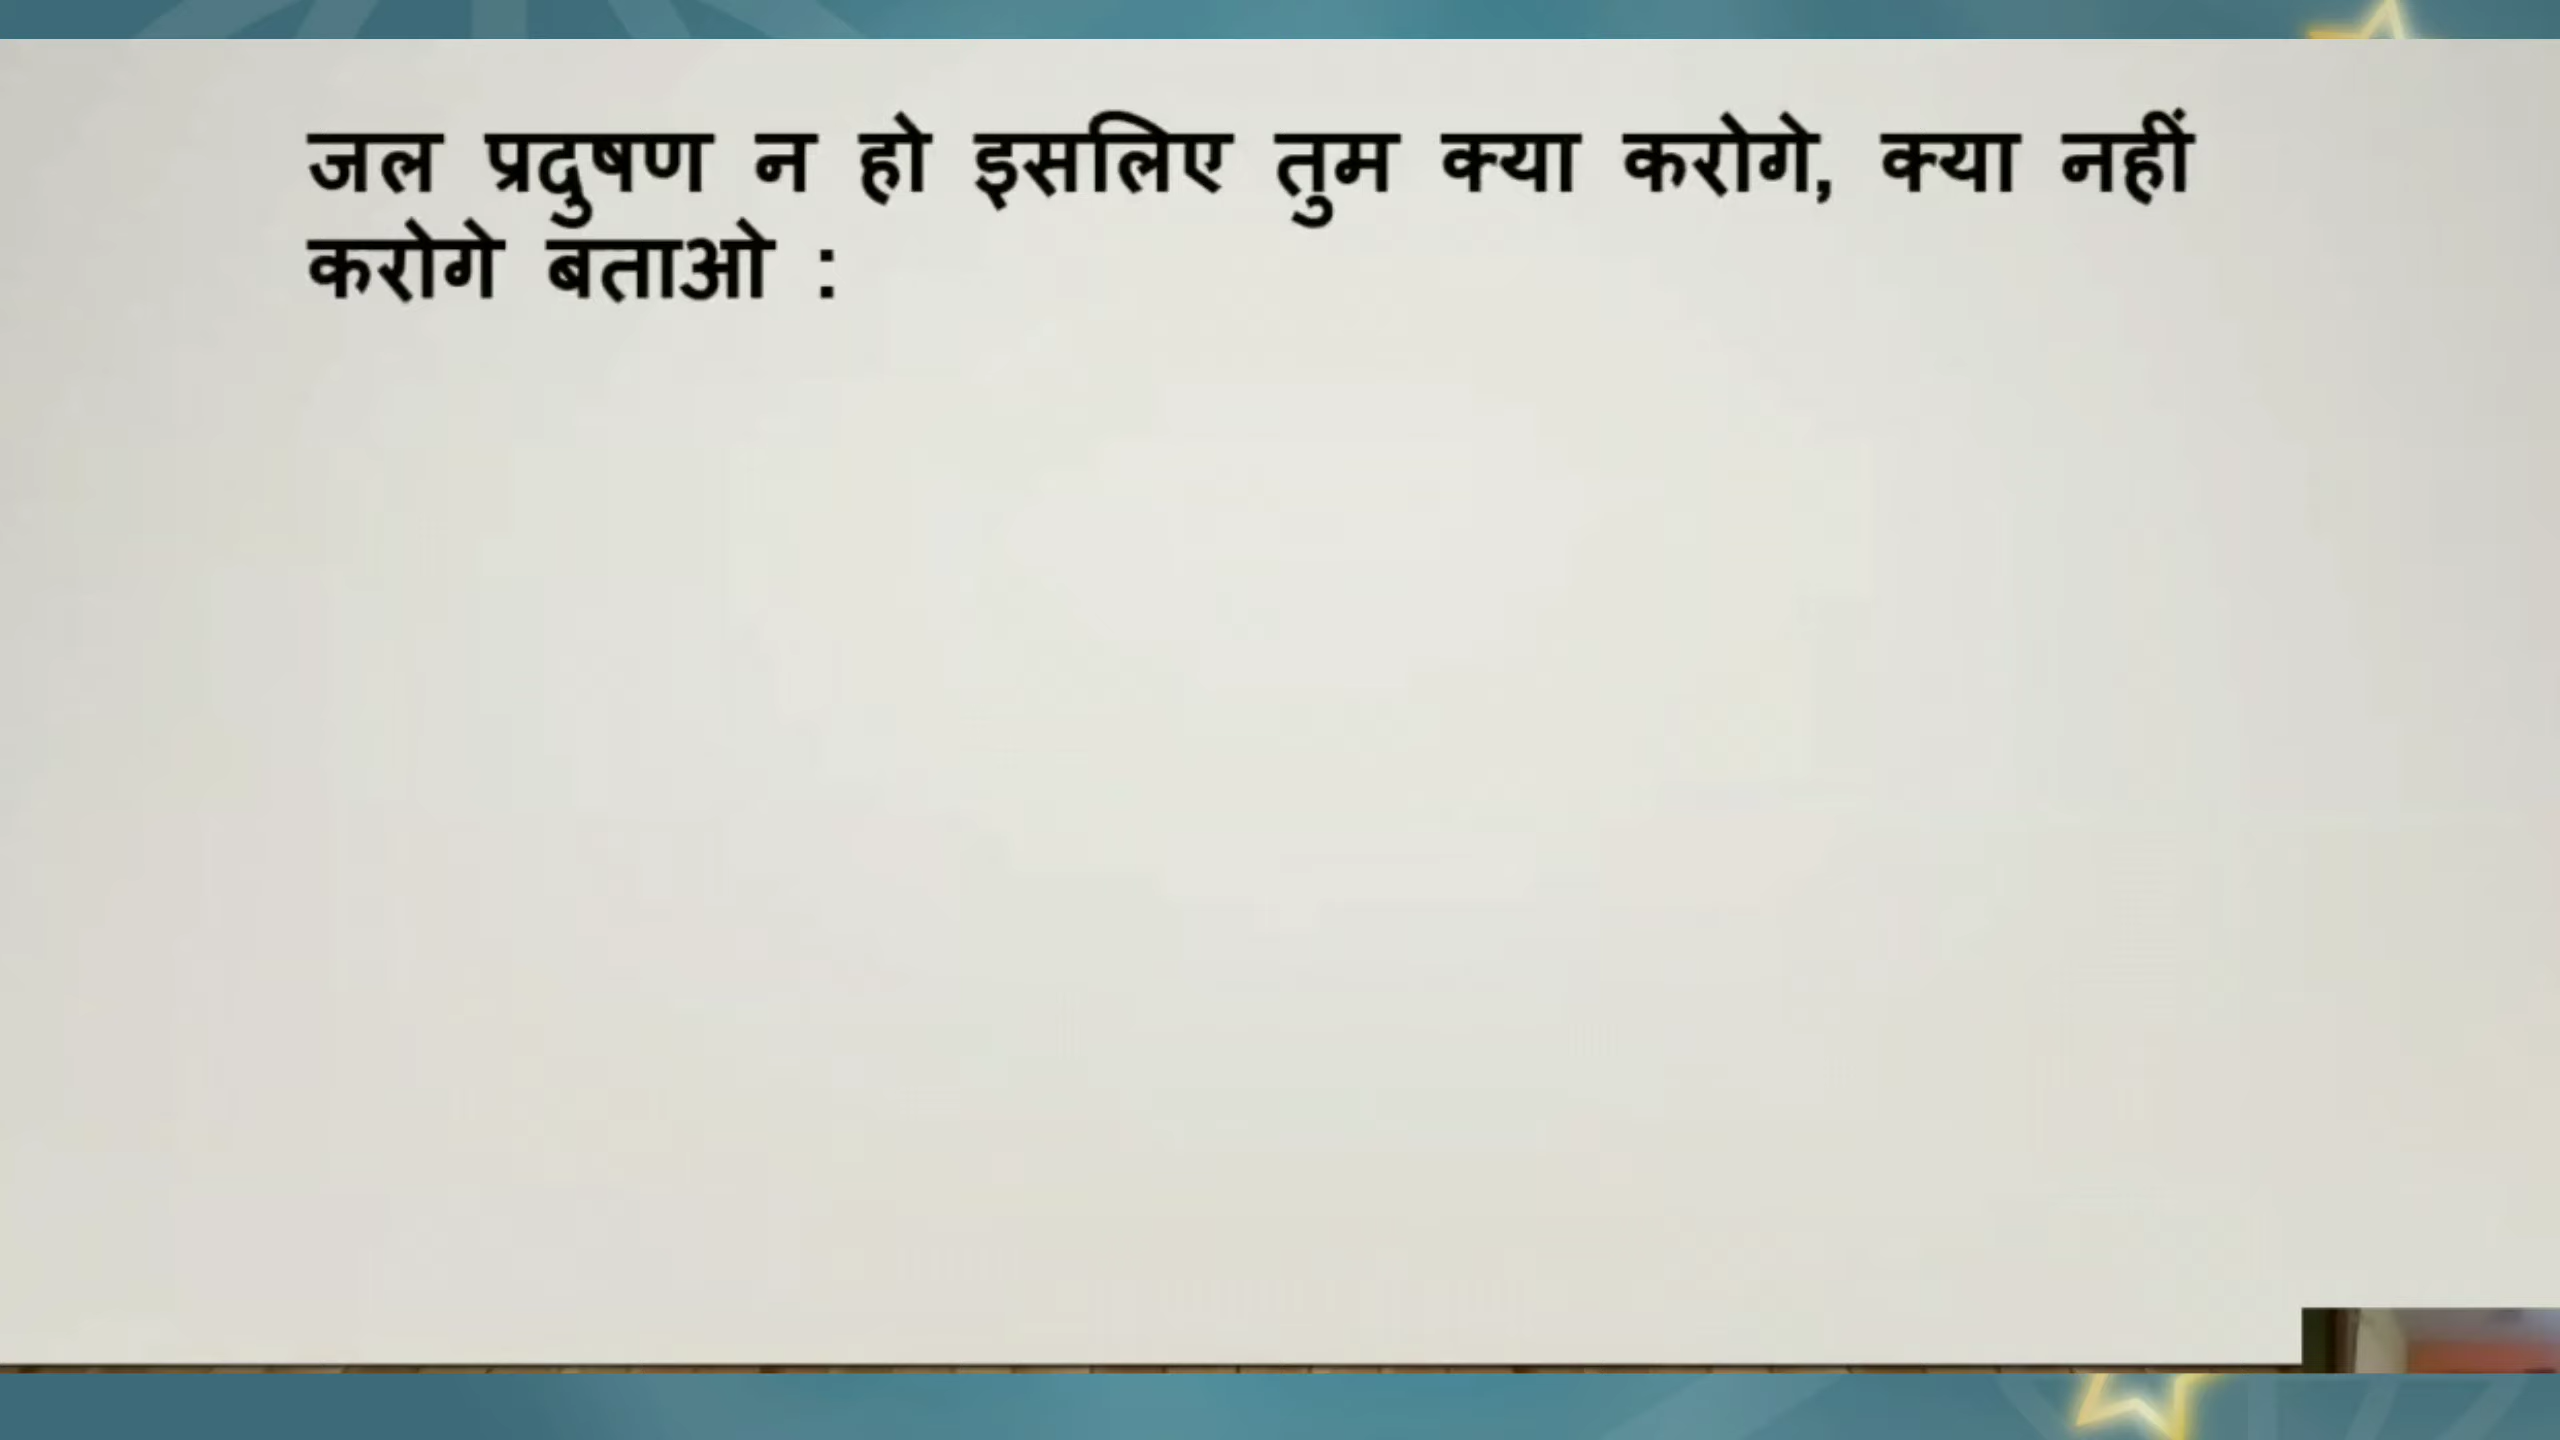 जल प्रदुषण न हो इसलिए तुम क्या करोगे, क्या नहीं
करोगे बताओ :